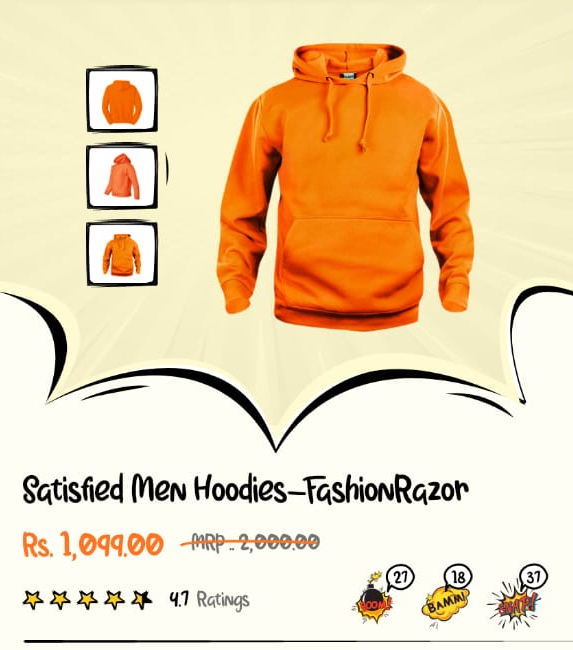 Satisfied Men Hoodies–FashionRazor
Rs. 1,099.00 MRP .. 2,000.00
4.7 Ratings
27 18 37
BOOM! BAMM!